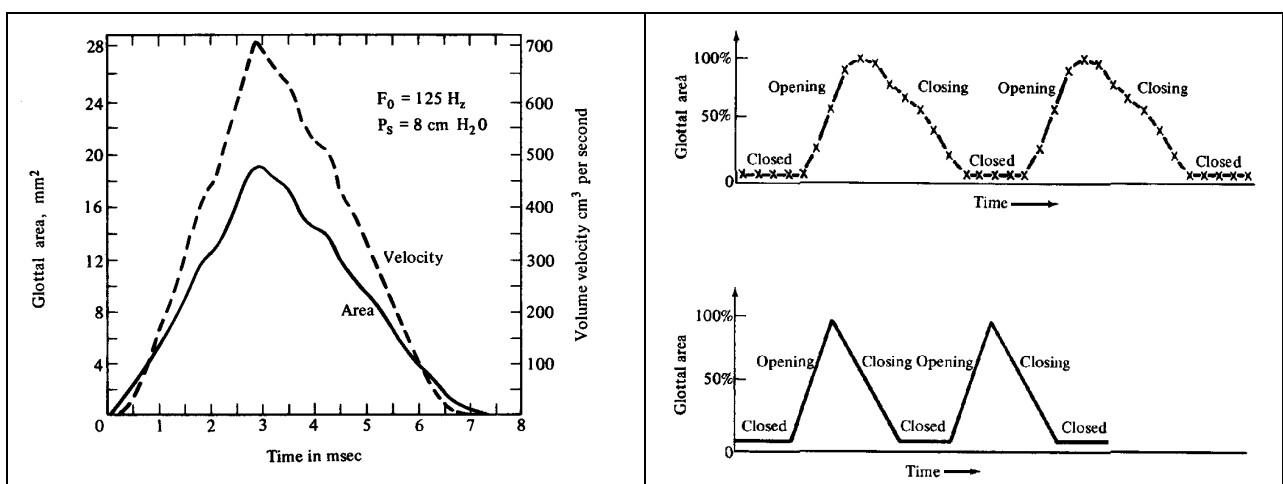 28
24
20
16
12
8
4
0
Glottal area, mm²
0 1 2 3 4 5 6 7 8
Time in msec
F₀ = 125 Hz
Pₛ = 8 cm H₂O
Velocity
Area
700
600
500
400
300
200
100
Volume velocity cm³ per second
100%
50%
0
Glottal area
Opening
Closing
Opening
Closing
Closed
Closed
Closed
Time
100%
50%
0
Glottal area
Opening
Closing
Opening
Closing
Closed
Closed
Closed
Time